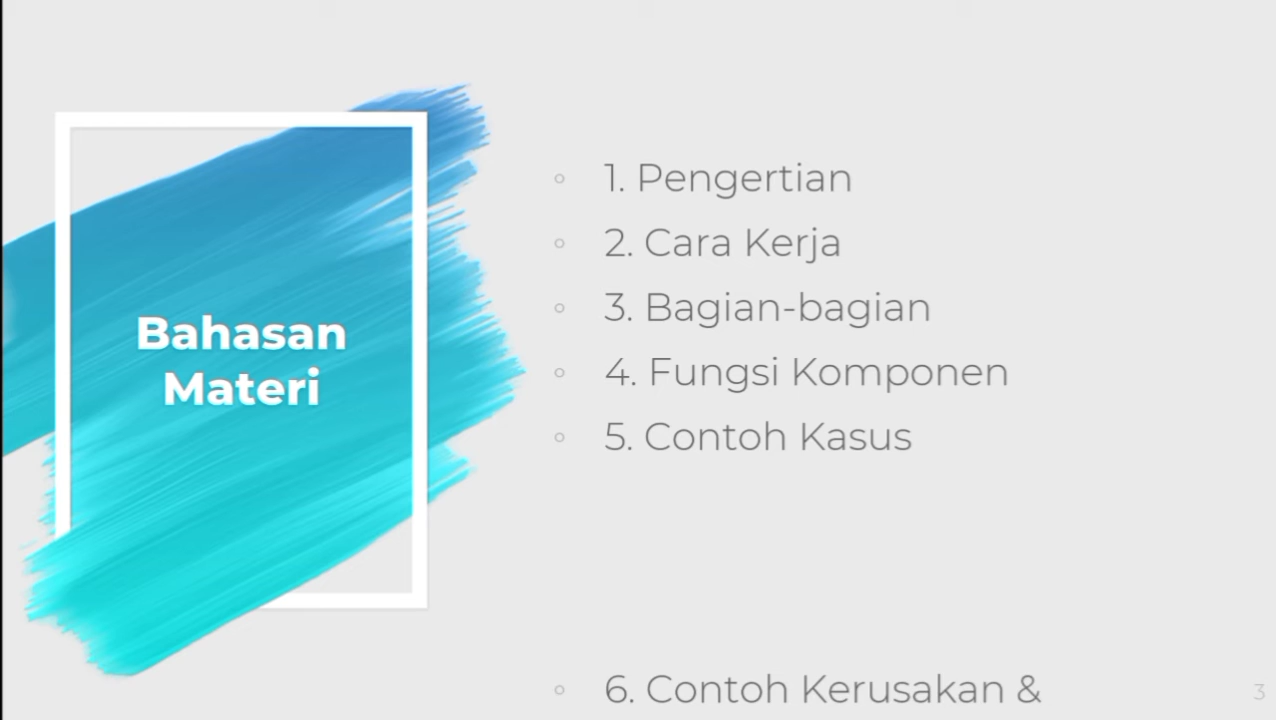 Bahasan
Materi
1. Pengertian
2. Cara Kerja
3. Bagian-bagian
4. Fungsi Komponen
5. Contoh Kasus
6. Contoh Kerusakan &
3